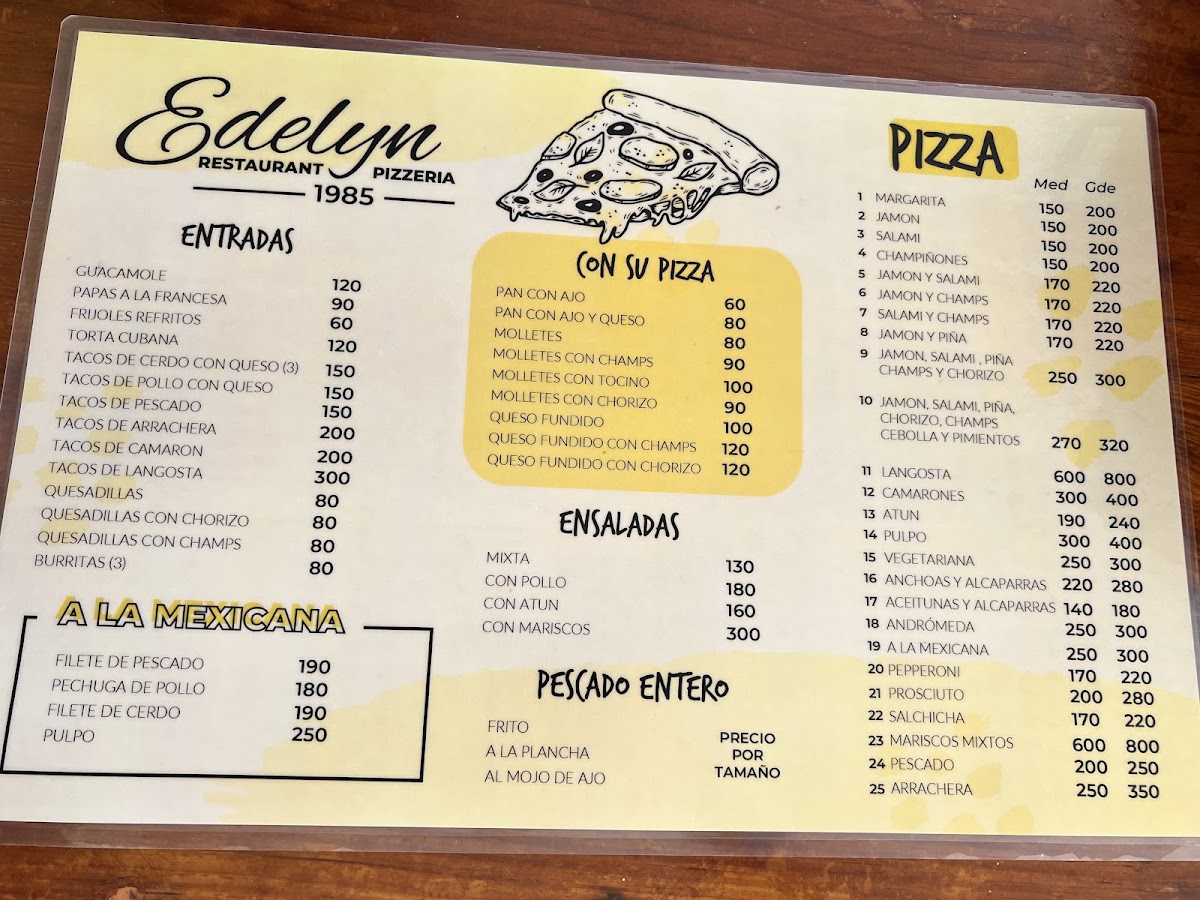 Edelyn
RESTAURANT PIZZERIA
1985
ENTRADAS
GUACAMOLE 120
PAPAS A LA FRANCESA 90
FRIJOLES REFRITOS 60
TORTA CUBANA 120
TACOS DE CERDO CON QUESO (3) 150
TACOS DE POLLO CON QUESO 150
TACOS DE PESCADO 150
TACOS DE ARRACHERA 200
TACOS DE CAMARON 200
TACOS DE LANGOSTA 300
QUESADILLAS 80
QUESADILLAS CON CHORIZO 80
QUESADILLAS CON CHAMPS 80
BURRITAS (3) 80
A LA MEXICANA
FILETE DE PESCADO 190
PECHUGA DE POLLO 180
FILETE DE CERDO 190
PULPO 250
CON SU PIZZA
PAN CON AJO 60
PAN CON AJO Y QUESO 80
MOLLETES 80
MOLLETES CON CHAMPS 90
MOLLETES CON TOCINO 100
MOLLETES CON CHORIZO 90
QUESO FUNDIDO 100
QUESO FUNDIDO CON CHAMPS 120
QUESO FUNDIDO CON CHORIZO 120
ENSALADAS
MIXTA 130
CON POLLO 180
CON ATUN 160
CON MARISCOS 300
PESCADO ENTERO
FRITO
A LA PLANCHA
AL MOJO DE AJO
PRECIO
POR
TAMAÑO
PIZZA
Med Gde
1 MARGARITA 150 200
2 JAMON 150 200
3 SALAMI 150 200
4 CHAMPIÑONES 150 200
5 JAMON Y SALAMI 170 220
6 JAMON Y CHAMPS 170 220
7 SALAMI Y CHAMPS 170 220
8 JAMON Y PIÑA 170 220
9 JAMON, SALAMI , PIÑA
CHAMPS Y CHORIZO 250 300
10 JAMON, SALAMI, PIÑA,
CHORIZO, CHAMPS
CEBOLLA Y PIMIENTOS 270 320
11 LANGOSTA 600 800
12 CAMARONES 300 400
13 ATUN 190 240
14 PULPO 300 400
15 VEGETARIANA 250 300
16 ANCHOAS Y ALCAPARRAS 220 280
17 ACEITUNAS Y ALCAPARRAS 140 180
18 ANDRÓMEDA 250 300
19 A LA MEXICANA 250 300
20 PEPPERONI 170 220
21 PROSCIUTO 200 280
22 SALCHICHA 170 220
23 MARISCOS MIXTOS 600 800
24 PESCADO 200 250
25 ARRACHERA 250 350